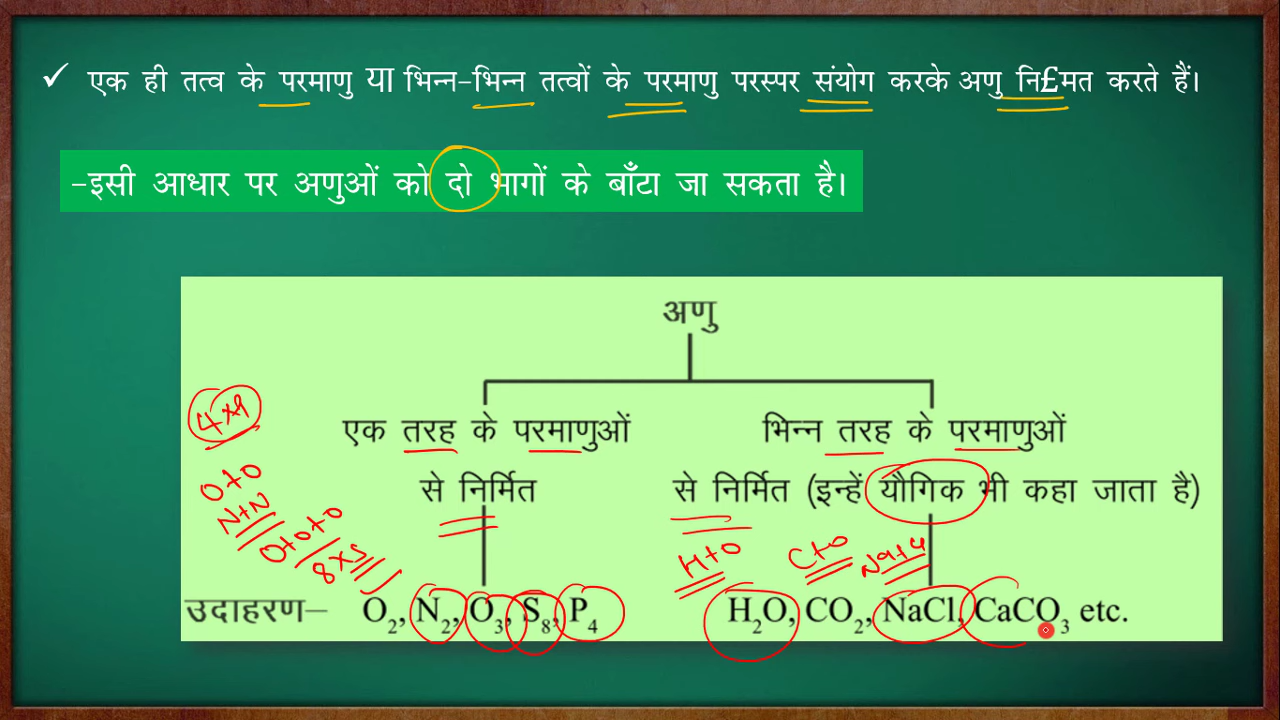 ✓ एक ही तत्व के परमाणु या भिन्न-भिन्न तत्वों के परमाणु परस्पर संयोग करके अणु नि£मत करते हैं।
-इसी आधार पर अणुओं को दो भागों के बाँटा जा सकता है।
अणु
एक तरह के परमाणुओं
से निर्मित
भिन्न तरह के परमाणुओं
से निर्मित (इन्हें यौगिक भी कहा जाता है)
O+O
N+N
O+O+O
8×S
H+O
C+O
उदाहरण– O₂, N₂, O₃, S₈, P₄
H₂O, CO₂, NaCl, CaCO₃ etc.